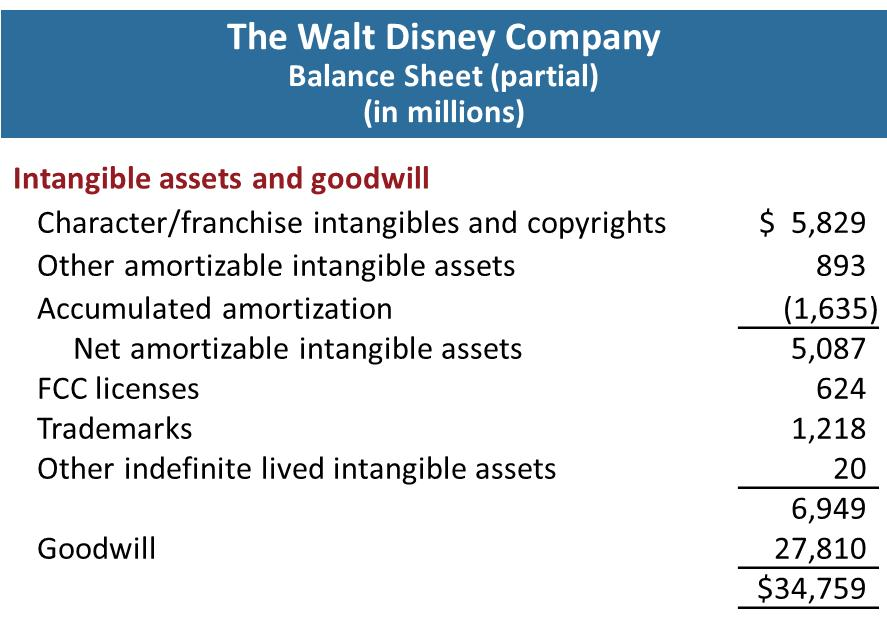 The Walt Disney Company
Balance Sheet (partial)
(in millions)
Intangible assets and goodwill
Character/franchise intangibles and copyrights $ 5,829
Other amortizable intangible assets 893
Accumulated amortization (1,635)
Net amortizable intangible assets 5,087
FCC licenses 624
Trademarks 1,218
Other indefinite lived intangible assets 20
6,949
Goodwill 27,810
$34,759